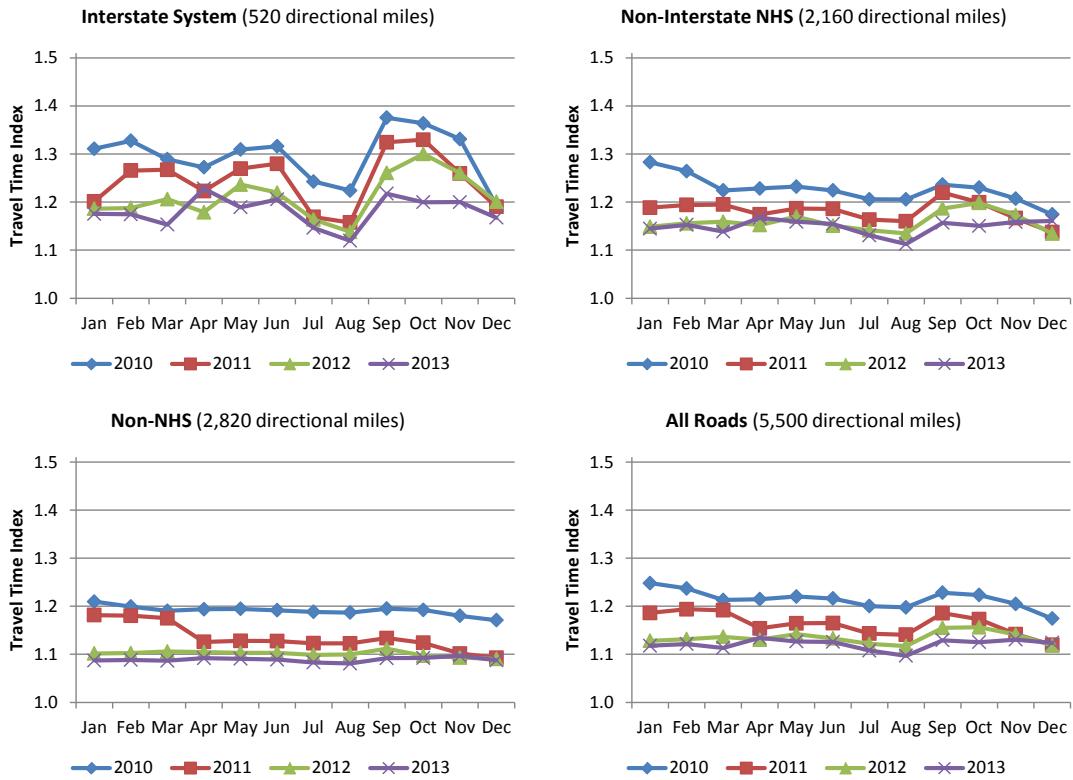 Interstate System (520 directional miles)
Travel Time Index
1.5
1.4
1.3
1.2
1.1
1.0
Jan Feb Mar Apr May Jun Jul Aug Sep Oct Nov Dec
2010 2011 2012 2013
Non-Interstate NHS (2,160 directional miles)
Travel Time Index
1.5
1.4
1.3
1.2
1.1
1.0
Jan Feb Mar Apr May Jun Jul Aug Sep Oct Nov Dec
2010 2011 2012 2013
Non-NHS (2,820 directional miles)
Travel Time Index
1.5
1.4
1.3
1.2
1.1
1.0
Jan Feb Mar Apr May Jun Jul Aug Sep Oct Nov Dec
2010 2011 2012 2013
All Roads (5,500 directional miles)
Travel Time Index
1.5
1.4
1.3
1.2
1.1
1.0
Jan Feb Mar Apr May Jun Jul Aug Sep Oct Nov Dec
2010 2011 2012 2013